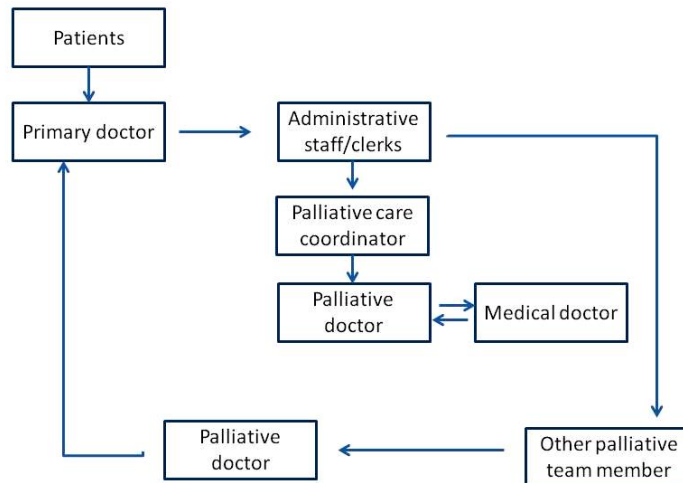 Patients
Primary doctor
Administrative
staff/clerks
Palliative care
coordinator
Palliative
doctor
Medical doctor
Palliative
doctor
Other palliative
team member